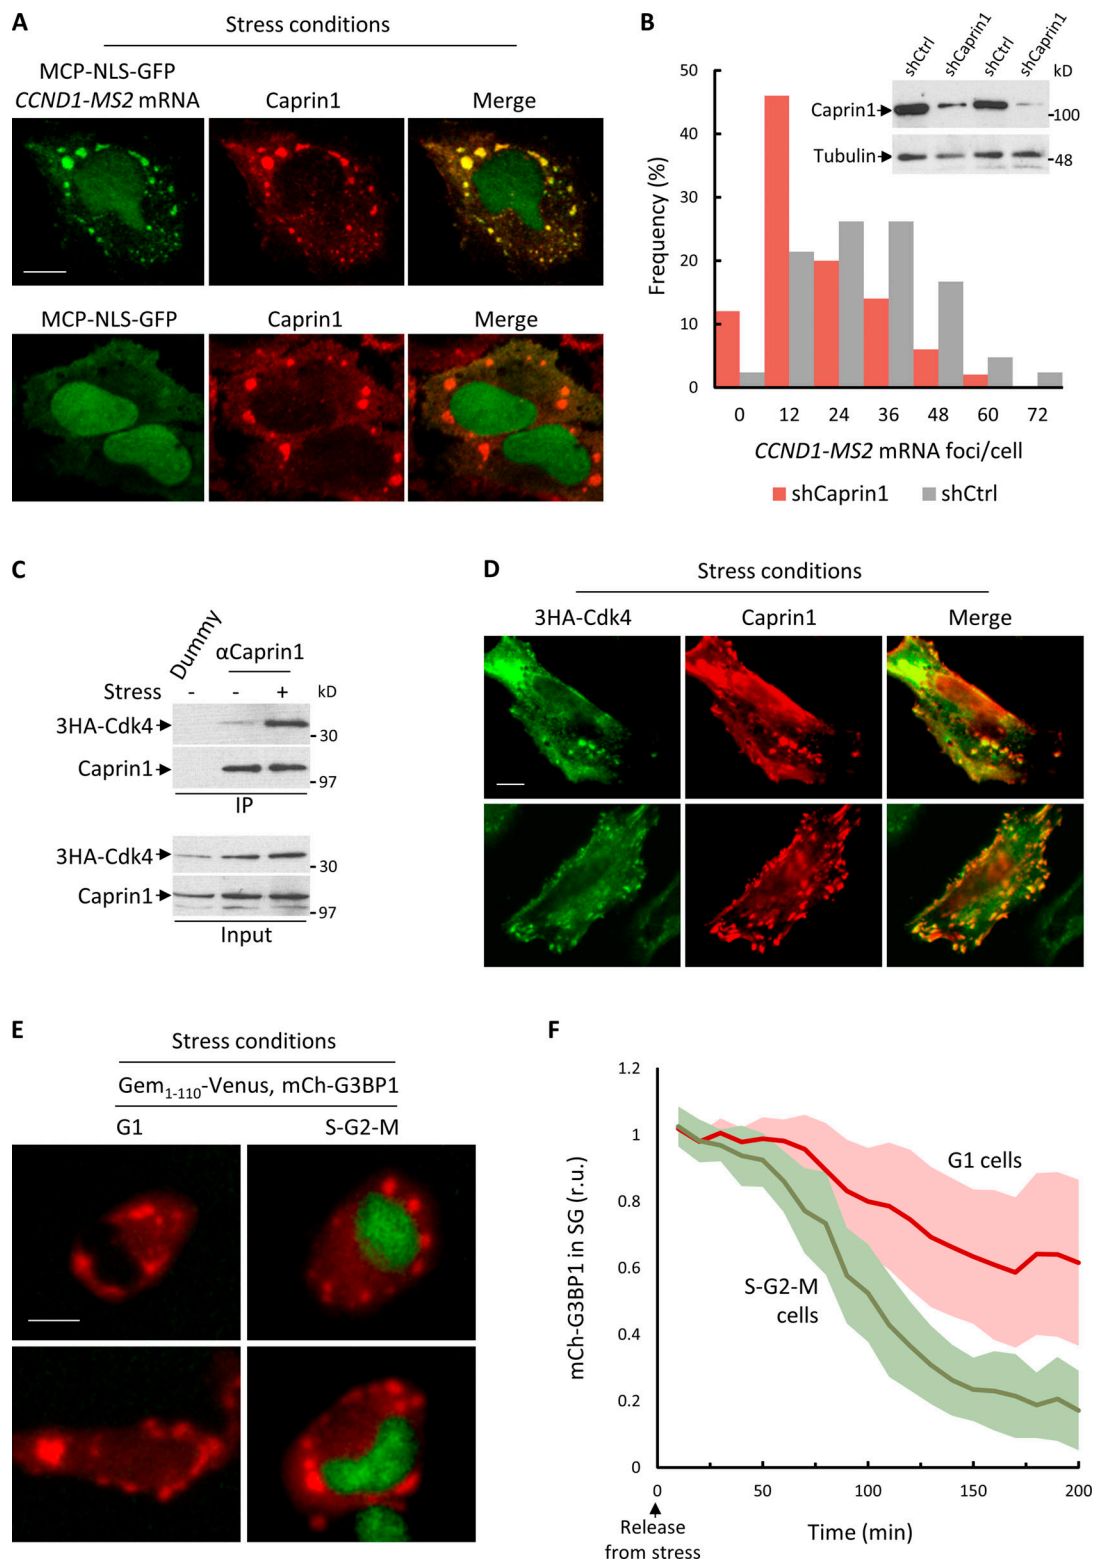 A
Stress conditions
MCP-NLS-GFP
CCND1-MS2 mRNA
Caprin1
Merge
MCP-NLS-GFP
Caprin1
Merge
B
shCtrl
shCaprin1
shCtrl
shCaprin1
kD
Caprin1
100
Tubulin
48
50
40
30
20
10
0
Frequency (%)
0 12 24 36 48 60 72
CCND1-MS2 mRNA foci/cell
shCaprin1 shCtrl
C
Dummy
αCaprin1
Stress - - + kD
3HA-Cdk4
30
Caprin1
97
IP
3HA-Cdk4
30
Caprin1
97
Input
D
Stress conditions
3HA-Cdk4 Caprin1 Merge
E
Stress conditions
Gem1-110-Venus, mCh-G3BP1
G1 S-G2-M
F
1.2
1
0.8
0.6
0.4
0.2
0
mCh-G3BP1 in SG (r.u.)
G1 cells
S-G2-M
cells
0 50 100 150 200
Release
from stress
Time (min)